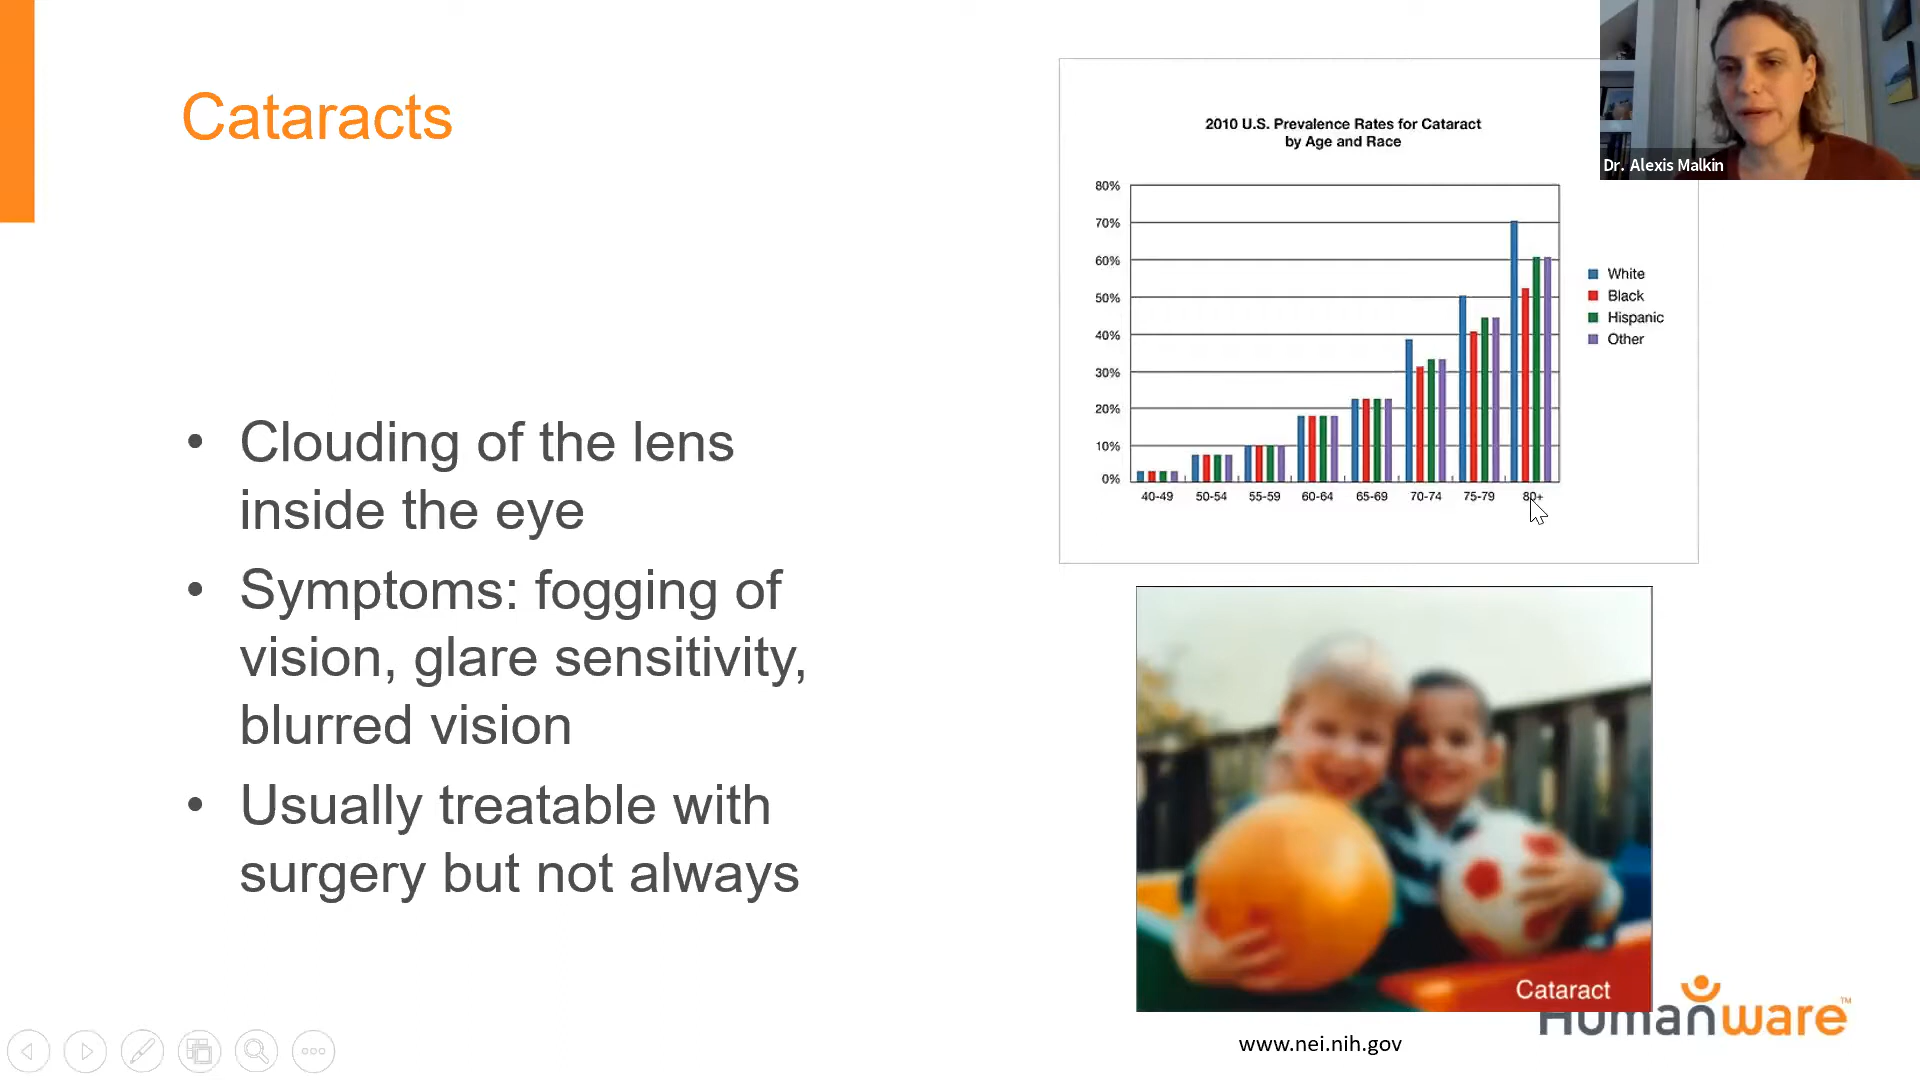 Cataracts
• Clouding of the lens
inside the eye
• Symptoms: fogging of
vision, glare sensitivity,
blurred vision
• Usually treatable with
surgery but not always
2010 U.S. Prevalence Rates for Cataract
by Age and Race
80%
70%
60%
50%
40%
30%
20%
10%
0%
40-49 50-54 55-59 60-64 65-69 70-74 75-79 80+
White
Black
Hispanic
Other
Dr. Alexis Malkin
Cataract
Humanware™
www.nei.nih.gov